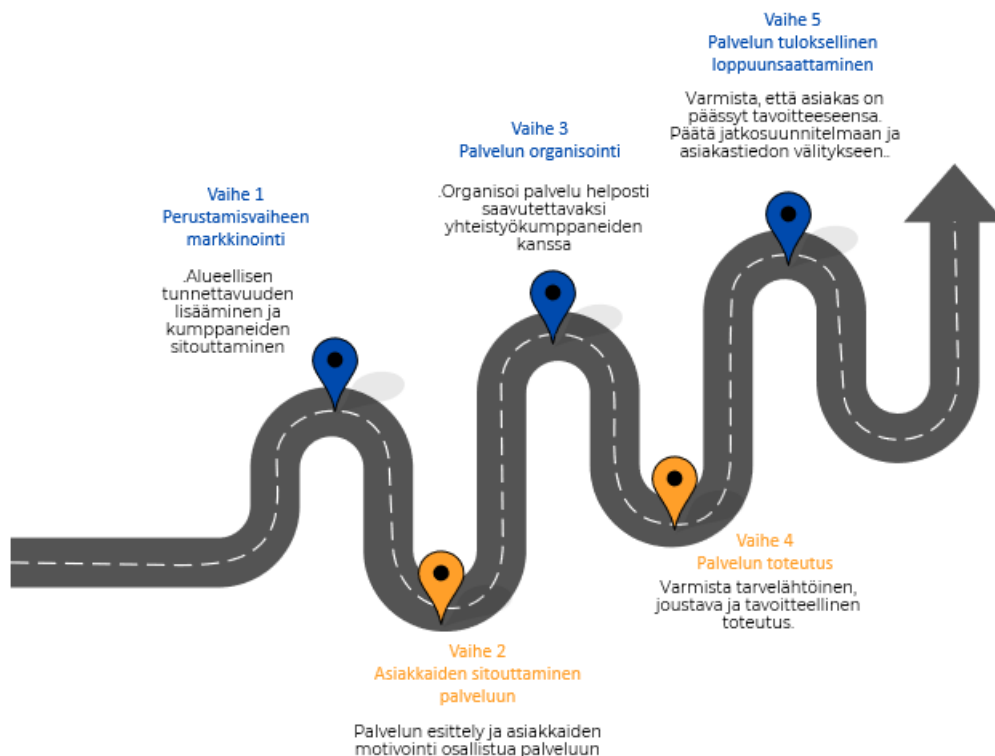 Vaihe 1
Perustamisvaiheen
markkinointi
.Alueellisen
tunnettavuuden
lisääminen ja
kumppaneiden
sitouttaminen
Vaihe 2
Asiakkaiden sitouttaminen
palveluun
Palvelun esittely ja asiakkaiden
motivointi osallistua palveluun
Vaihe 3
Palvelun organisointi
.Organisoi palvelu helposti
saavutettavaksi
yhteistyökumppaneiden
kanssa
Vaihe 4
Palvelun toteutus
Varmista tarvelähtöinen,
joustava ja tavoitteellinen
toteutus.
Vaihe 5
Palvelun tuloksellinen
loppuunsaattaminen
Varmista, että asiakas on
päässyt tavoitteeseensa.
Päätä jatkosuunnitelmaan ja
asiakastiedon välitykseen..